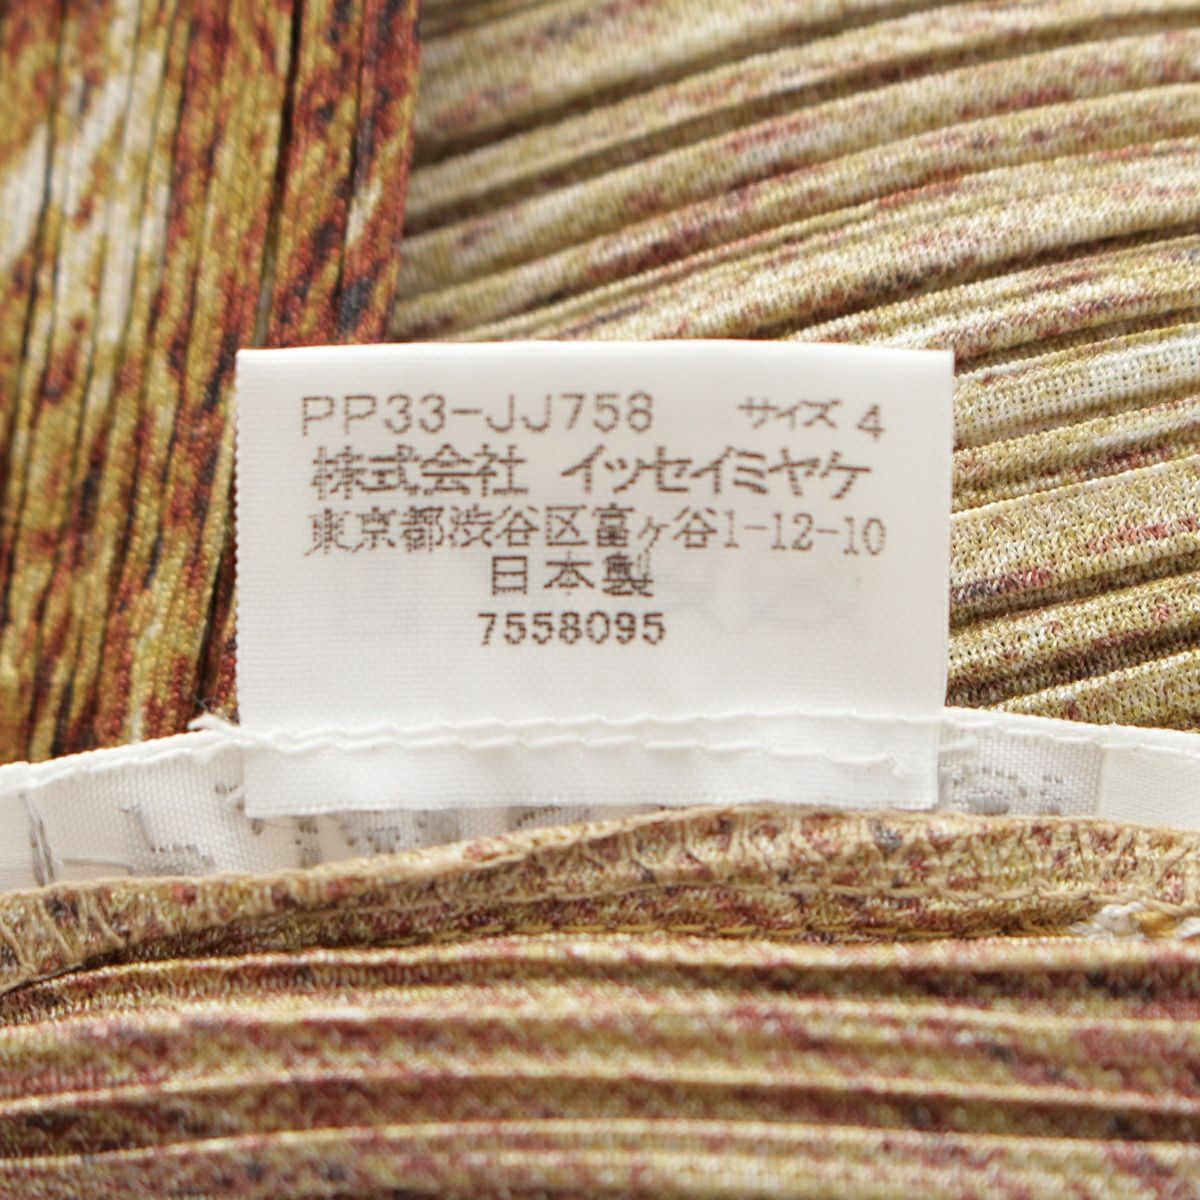 PP33-JJ758 サイズ 4
株式会社 イッセイミヤケ
東京都渋谷区富ヶ谷1-12-10
日本製
7558095